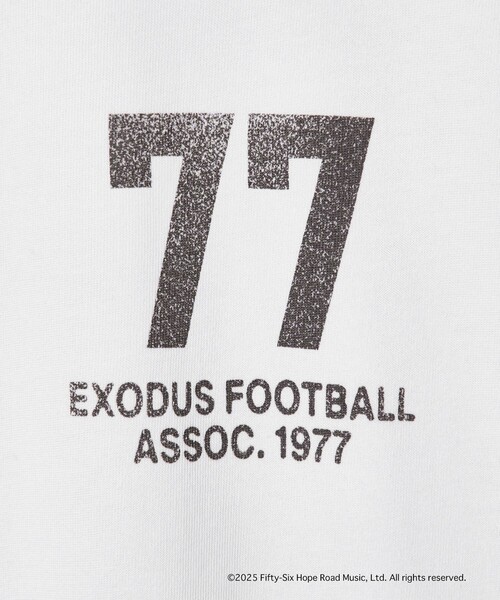 77
EXODUS FOOTBALL
ASSOC. 1977
©2025 Fifty-Six Hope Road Music, Ltd. All rights reserved.